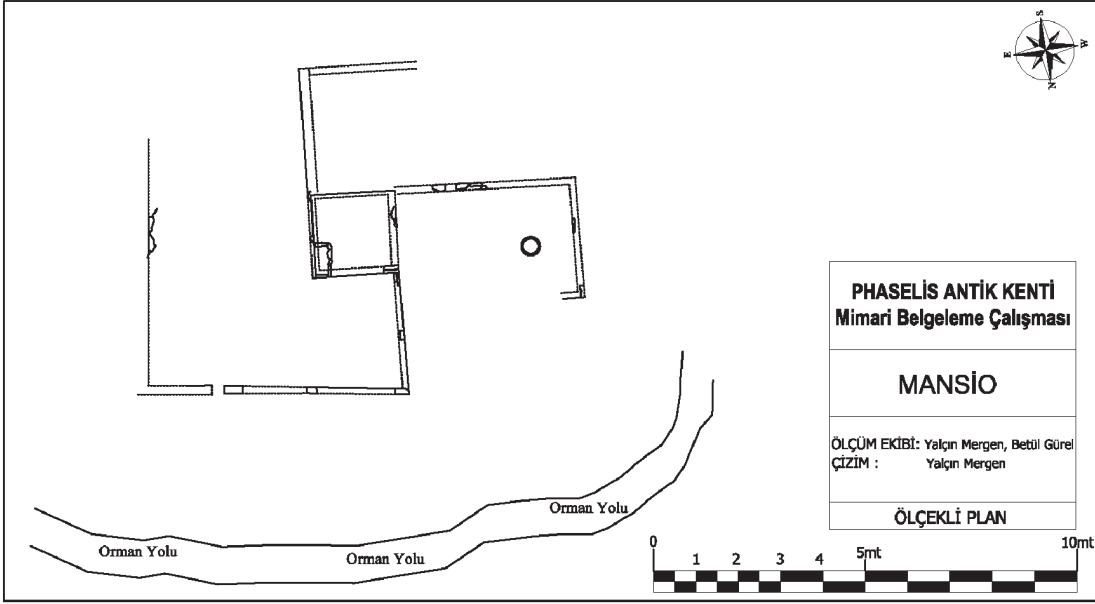 S
E
W
N
PHASELİS ANTİK KENTİ
Mimari Belgeleme Çalışması
MANSİO
ÖLÇÜM EKİBİ: Yalçın Mergen, Betül Gürel
ÇİZİM : Yalçın Mergen
ÖLÇEKLİ PLAN
Orman Yolu
Orman Yolu
Orman Yolu
0 1 2 3 4 5mt 10mt